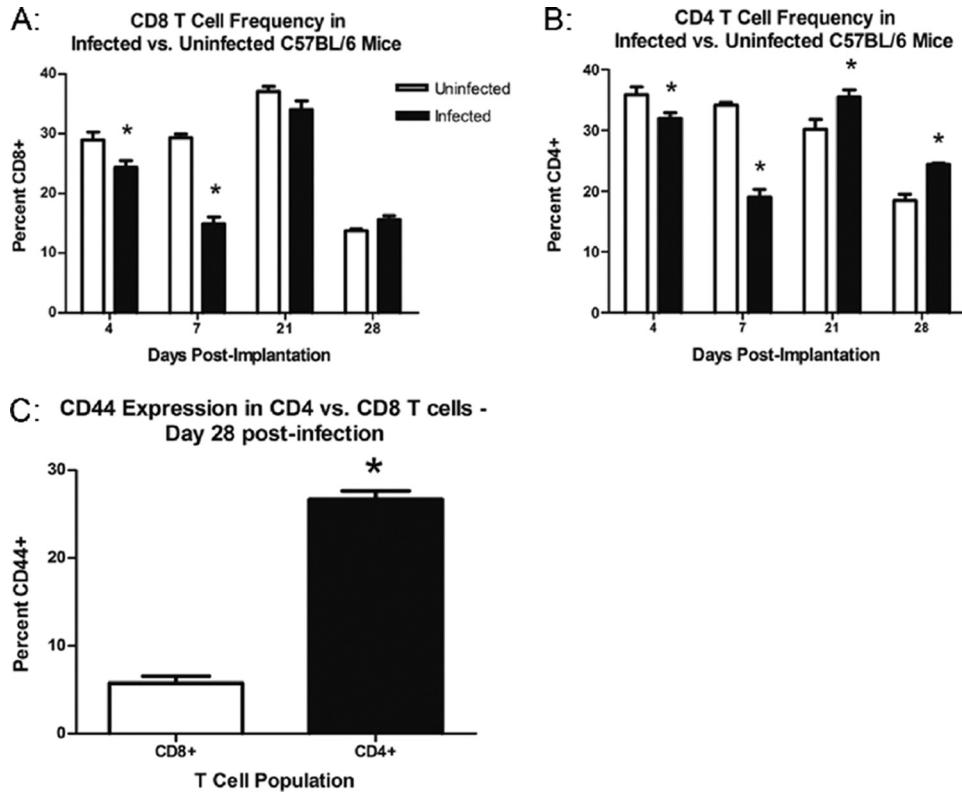 A:
CD8 T Cell Frequency in
Infected vs. Uninfected C57BL/6 Mice
Percent CD8+
40
30
20
10
0
*
*
Uninfected
Infected
4 7 21 28
Days Post-Implantation
B:
CD4 T Cell Frequency in
Infected vs. Uninfected C57BL/6 Mice
Percent CD4+
40
30
20
10
0
*
*
*
*
4 7 21 28
Days Post-Implantation
C:
CD44 Expression in CD4 vs. CD8 T cells -
Day 28 post-infection
Percent CD44+
30
20
10
0
*
CD8+ CD4+
T Cell Population